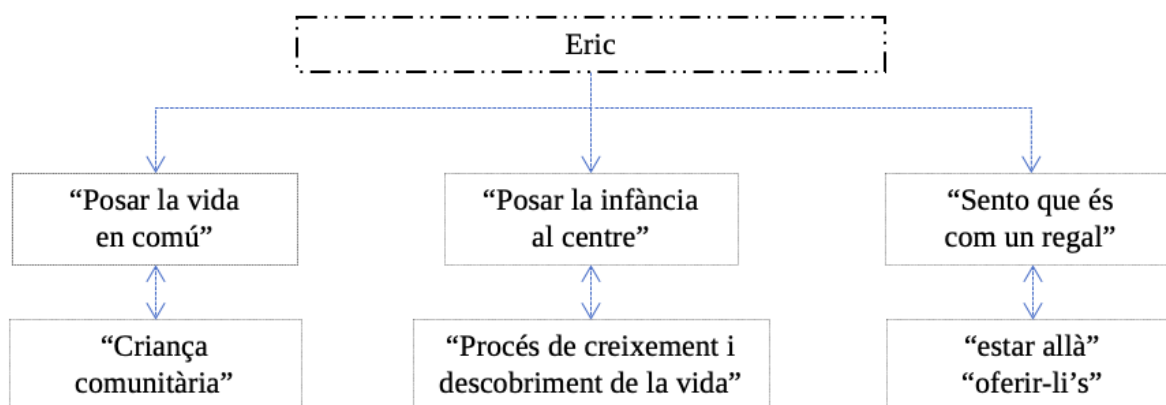 Eric
“Posar la vida
en comú”
“Posar la infància
al centre”
“Sento que és
com un regal”
“Criança
comunitària”
“Procés de creixement i
descobriment de la vida”
“estar allà”
“oferir-li’s”